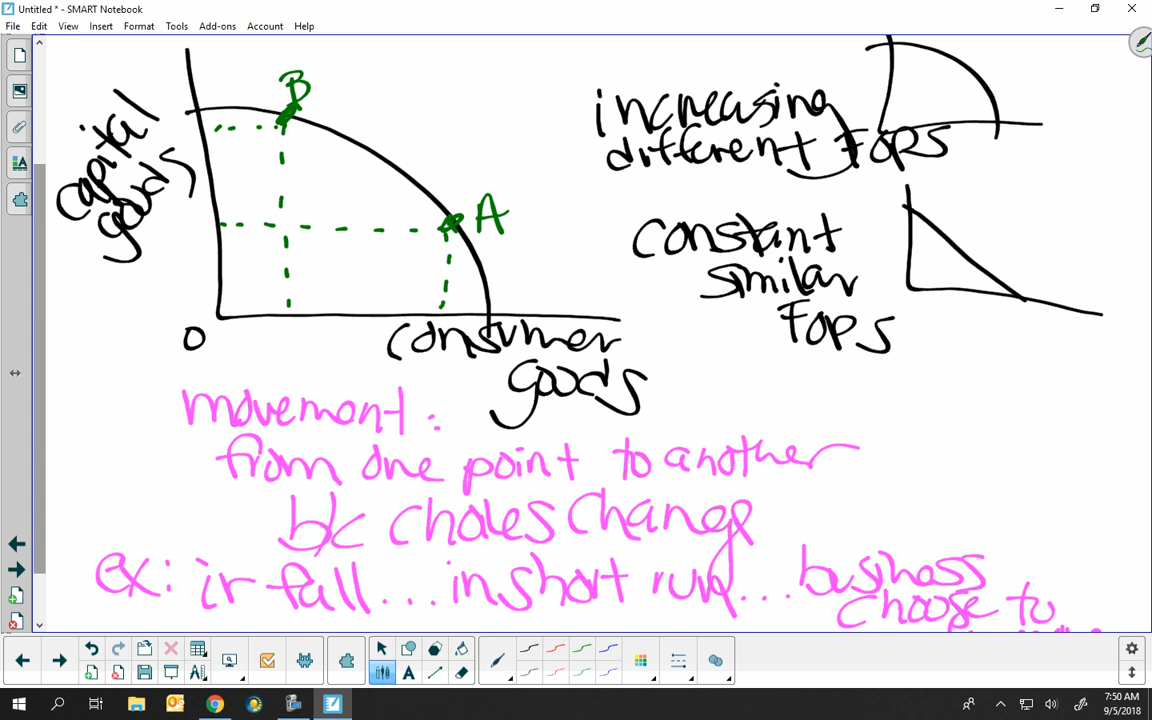 Untitled * - SMART Notebook
File Edit View Insert Format Tools Add-ons Account Help
B
A
capital
goods
0
consumer
goods
increasing
different FOPS
constant
similar
FOPS
movement:
from one point to another
b/c choies change
ex: ir fall... in short run... business
choose to
7:50 AM
9/5/2018